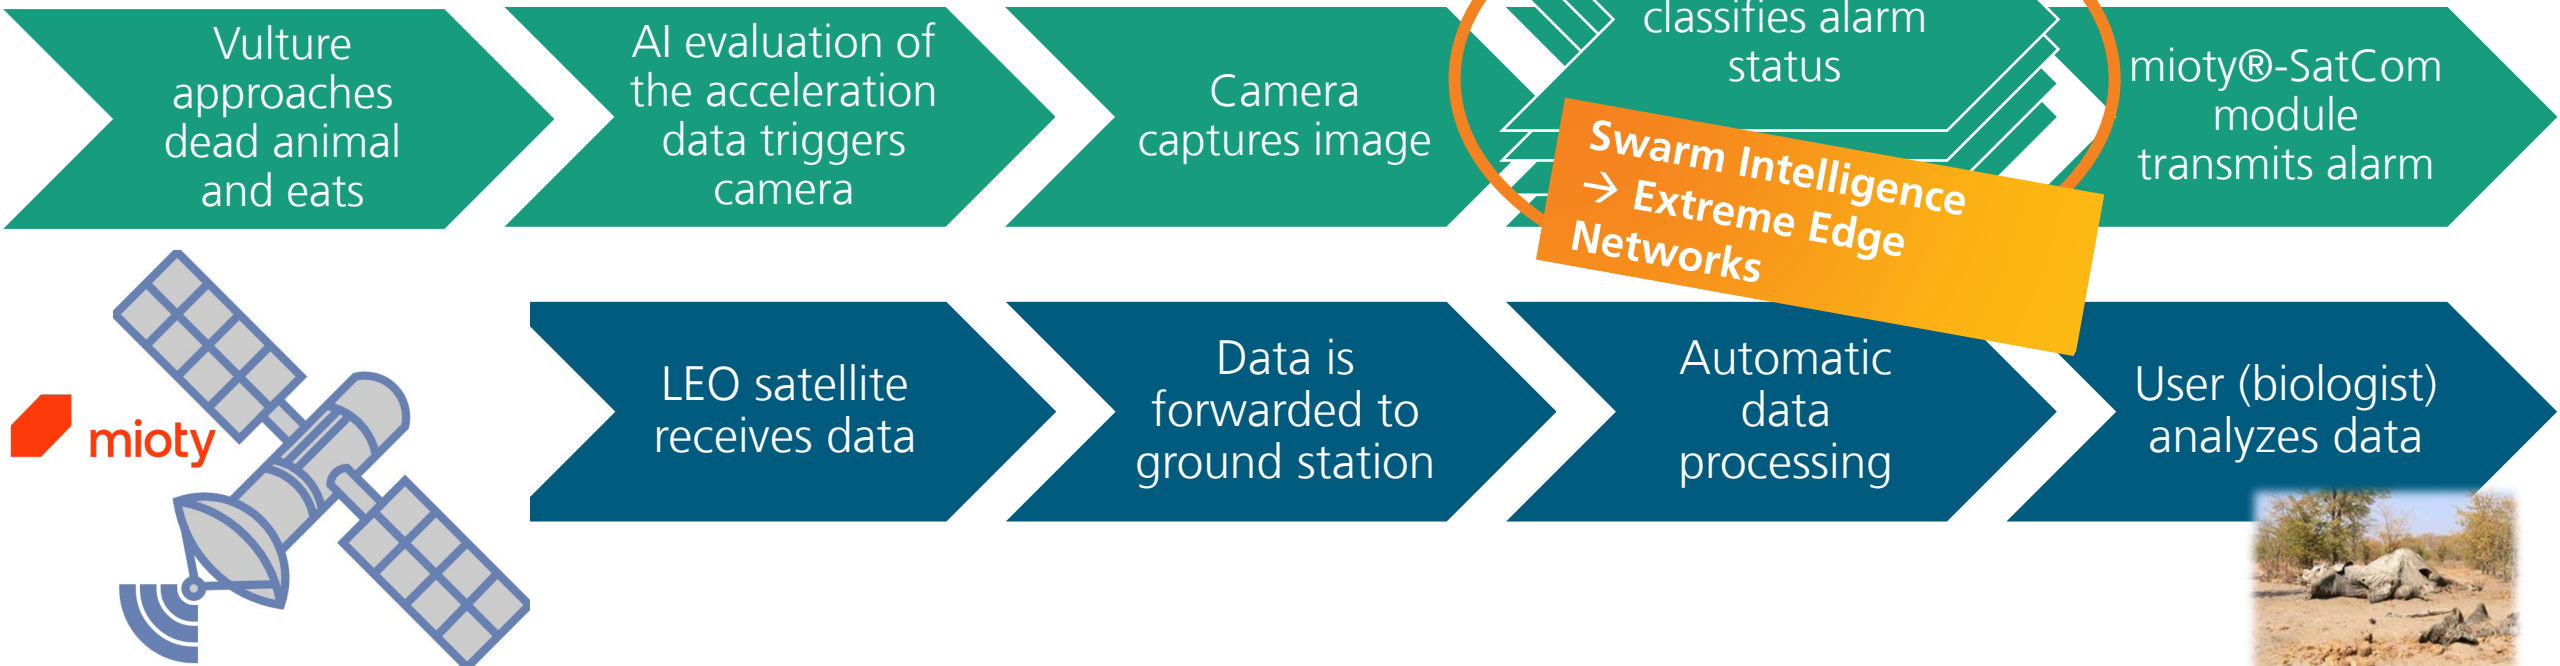 Vulture
approaches
dead animal
and eats
AI evaluation of
the acceleration
data triggers
camera
Camera
captures image
classifies alarm
status
Swarm Intelligence
→ Extreme Edge
Networks
mioty®-SatCom
module
transmits alarm
mioty
LEO satellite
receives data
Data is
forwarded to
ground station
Automatic
data
processing
User (biologist)
analyzes data